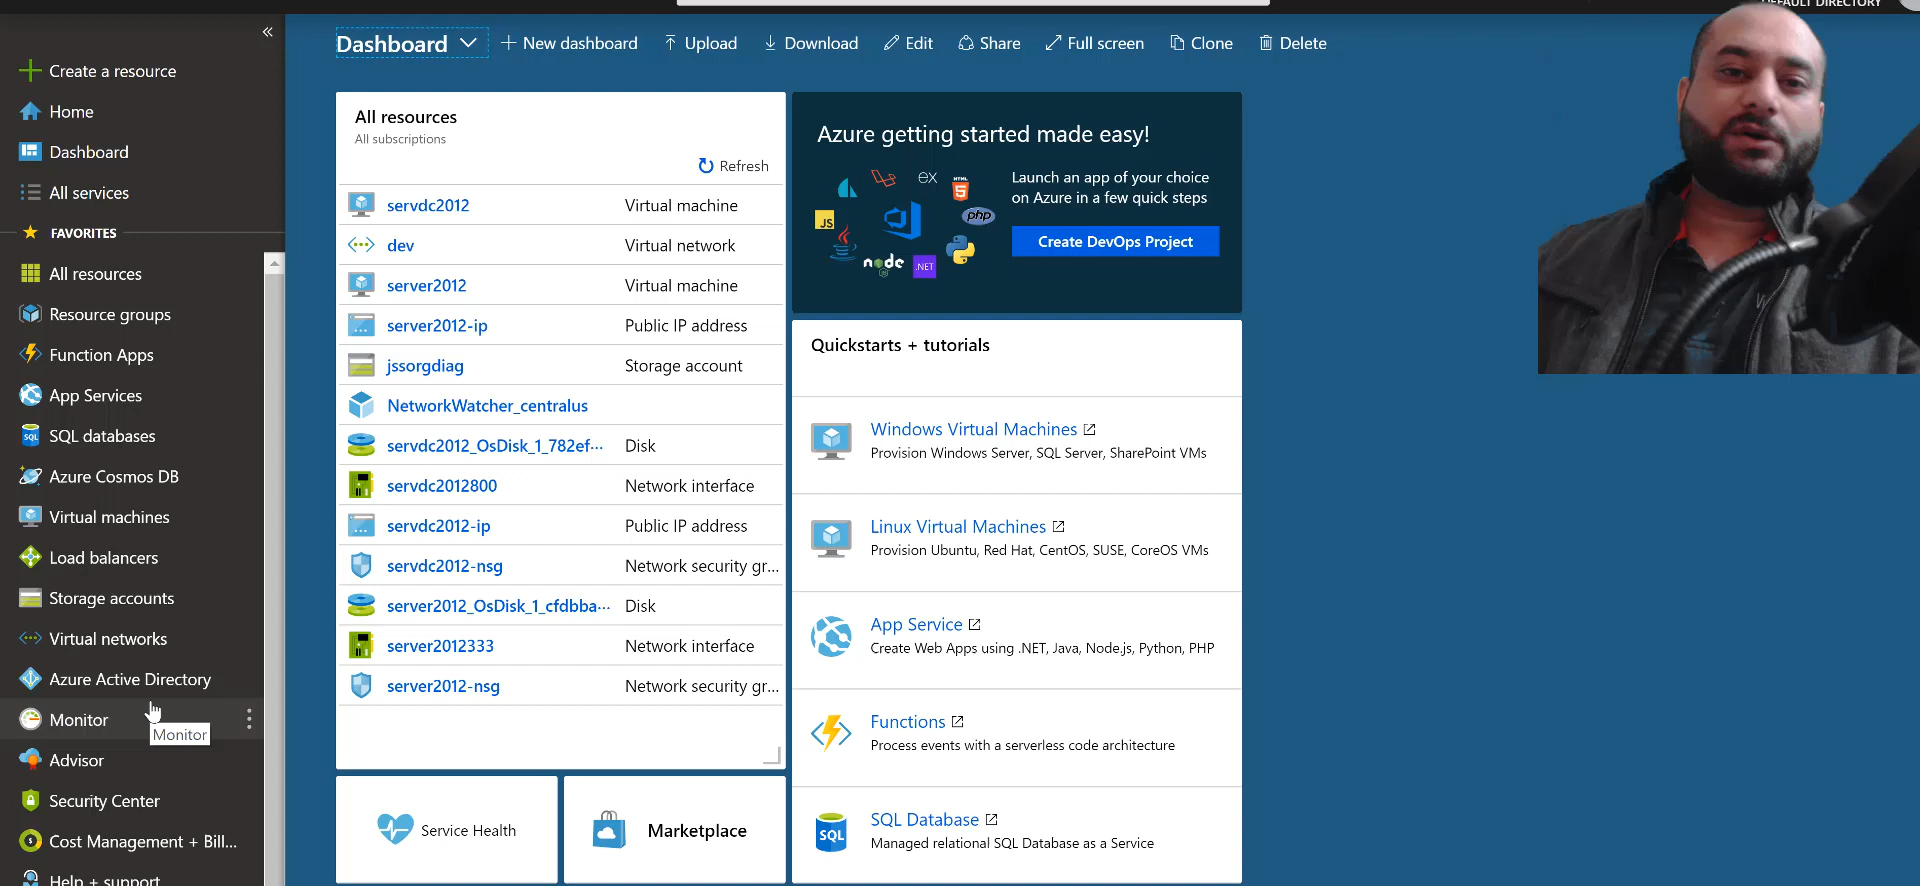 DEFAULT DIRECTORY
«
Create a resource
Home
Dashboard
All services
FAVORITES
All resources
Resource groups
Function Apps
App Services
SQL
SQL databases
Azure Cosmos DB
Virtual machines
Load balancers
Storage accounts
Virtual networks
Azure Active Directory
Monitor
Monitor
Advisor
Security Center
Cost Management + Bill...
Help + support
Dashboard
New dashboard
Upload
Download
Edit
Share
Full screen
Clone
Delete
All resources
All subscriptions
Refresh
servdc2012 Virtual machine
dev Virtual network
server2012 Virtual machine
server2012-ip Public IP address
jssorgdiag Storage account
NetworkWatcher_centralus
servdc2012_OsDisk_1_782ef... Disk
servdc2012800 Network interface
servdc2012-ip Public IP address
servdc2012-nsg Network security gr...
server2012_OsDisk_1_cfdbba... Disk
server2012333 Network interface
server2012-nsg Network security gr...
Service Health
Marketplace
Azure getting started made easy!
EX
HTML
5
JS
php
node
.NET
Launch an app of your choice
on Azure in a few quick steps
Create DevOps Project
Quickstarts + tutorials
Windows Virtual Machines
Provision Windows Server, SQL Server, SharePoint VMs
Linux Virtual Machines
Provision Ubuntu, Red Hat, CentOS, SUSE, CoreOS VMs
App Service
Create Web Apps using .NET, Java, Node.js, Python, PHP
Functions
Process events with a serverless code architecture
SQL
SQL Database
Managed relational SQL Database as a Service